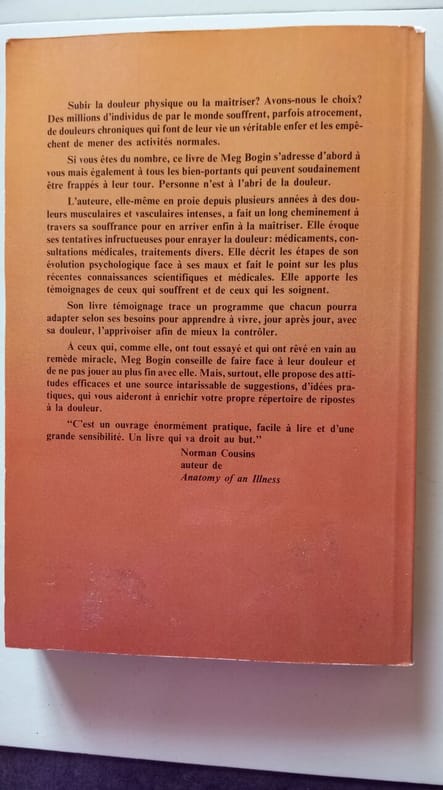 Subir la douleur physique ou la maîtriser? Avons-nous le choix?
Des millions d'individus de par le monde souffrent, parfois atrocement,
de douleurs chroniques qui font de leur vie un véritable enfer et les empê-
chent de mener des activités normales.
Si vous êtes du nombre, ce livre de Meg Bogin s'adresse d'abord à
vous mais également à tous les bien-portants qui peuvent soudainement
être frappés à leur tour. Personne n'est à l'abri de la douleur.
L'auteure, elle-même en proie depuis plusieurs années à des dou-
leurs musculaires et vasculaires intenses, a fait un long cheminement à
travers sa souffrance pour en arriver enfin à la maîtriser. Elle évoque
ses tentatives infructueuses pour enrayer la douleur: médicaments, con-
sultations médicales, traitements divers. Elle décrit les étapes de son
évolution psychologique face à ses maux et fait le point sur les plus
récentes connaissances scientifiques et médicales. Elle apporte les
témoignages de ceux qui souffrent et de ceux qui les soignent.
Son livre témoignage trace un programme que chacun pourra
adapter selon ses besoins pour apprendre à vivre, jour après jour, avec
sa douleur, l'apprivoiser afin de mieux la contrôler.
À ceux qui, comme elle, ont tout essayé et qui ont rêvé en vain au
remède miracle, Meg Bogin conseille de faire face à leur douleur et
de ne pas jouer au plus fin avec elle. Mais, surtout, elle propose des atti-
tudes efficaces et une source intarissable de suggestions, d'idées pra-
tiques, qui vous aideront à enrichir votre propre répertoire de ripostes
à la douleur.
"C'est un ouvrage énormément pratique, facile à lire et d'une
grande sensibilité. Un livre qui va droit au but."
Norman Cousins
auteur de
Anatomy of an Illness